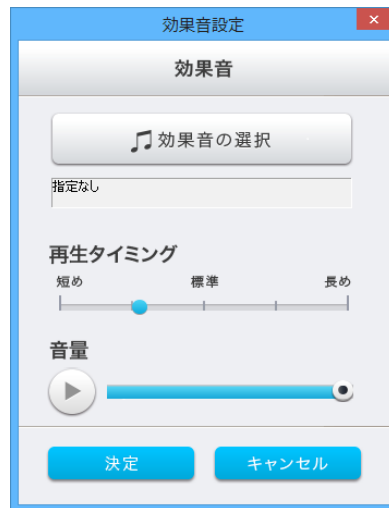 効果音設定
効果音
効果音の選択
指定なし
再生タイミング
短め 標準 長め
音量
決定 キャンセル